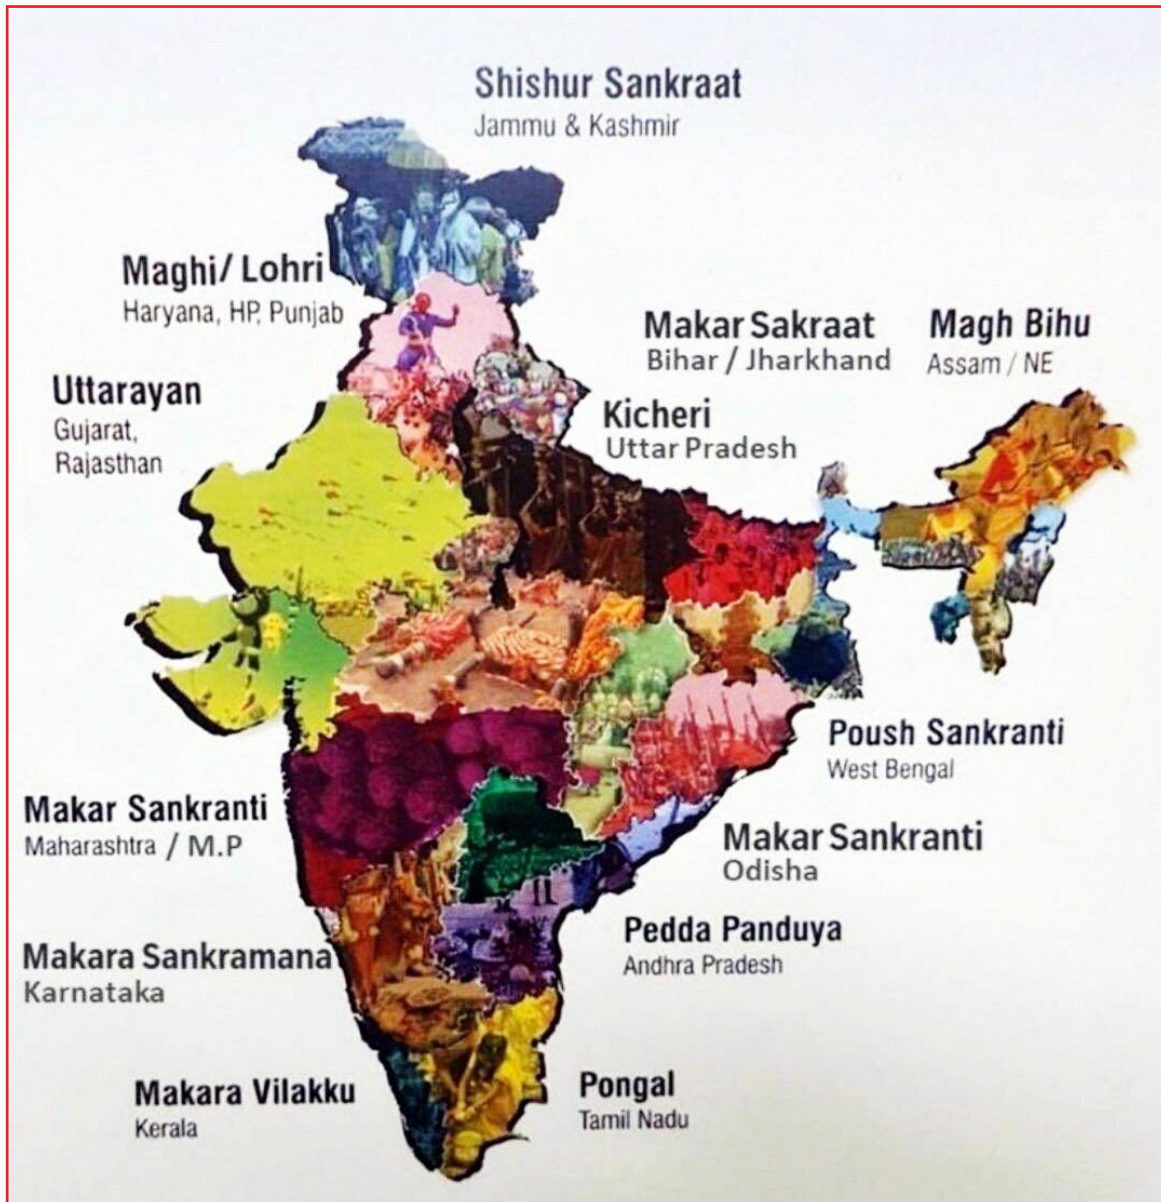 Shishur Sankraat
Jammu & Kashmir
Maghi/ Lohri
Haryana, HP, Punjab
Makar Sakraat
Bihar / Jharkhand
Magh Bihu
Assam / NE
Uttarayan
Gujarat,
Rajasthan
Kicheri
Uttar Pradesh
Poush Sankranti
West Bengal
Makar Sankranti
Maharashtra / M.P
Makar Sankranti
Odisha
Pedda Panduya
Andhra Pradesh
Makara Sankramana
Karnataka
Makara Vilakku
Kerala
Pongal
Tamil Nadu